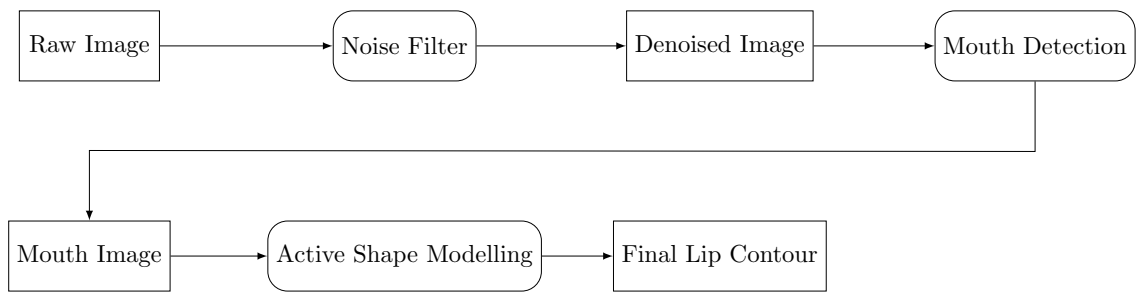 Raw Image
Noise Filter
Denoised Image
Mouth Detection
Mouth Image
Active Shape Modelling
Final Lip Contour